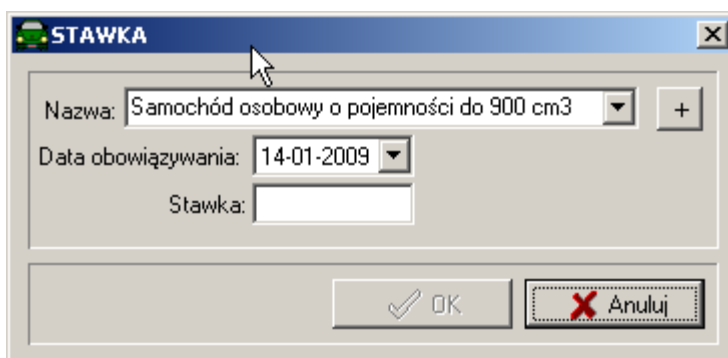 STAWKA
Nazwa: Samochód osobowy o pojemności do 900 cm3 +
Data obowiązywania: 14-01-2009
Stawka:
OK Anuluj